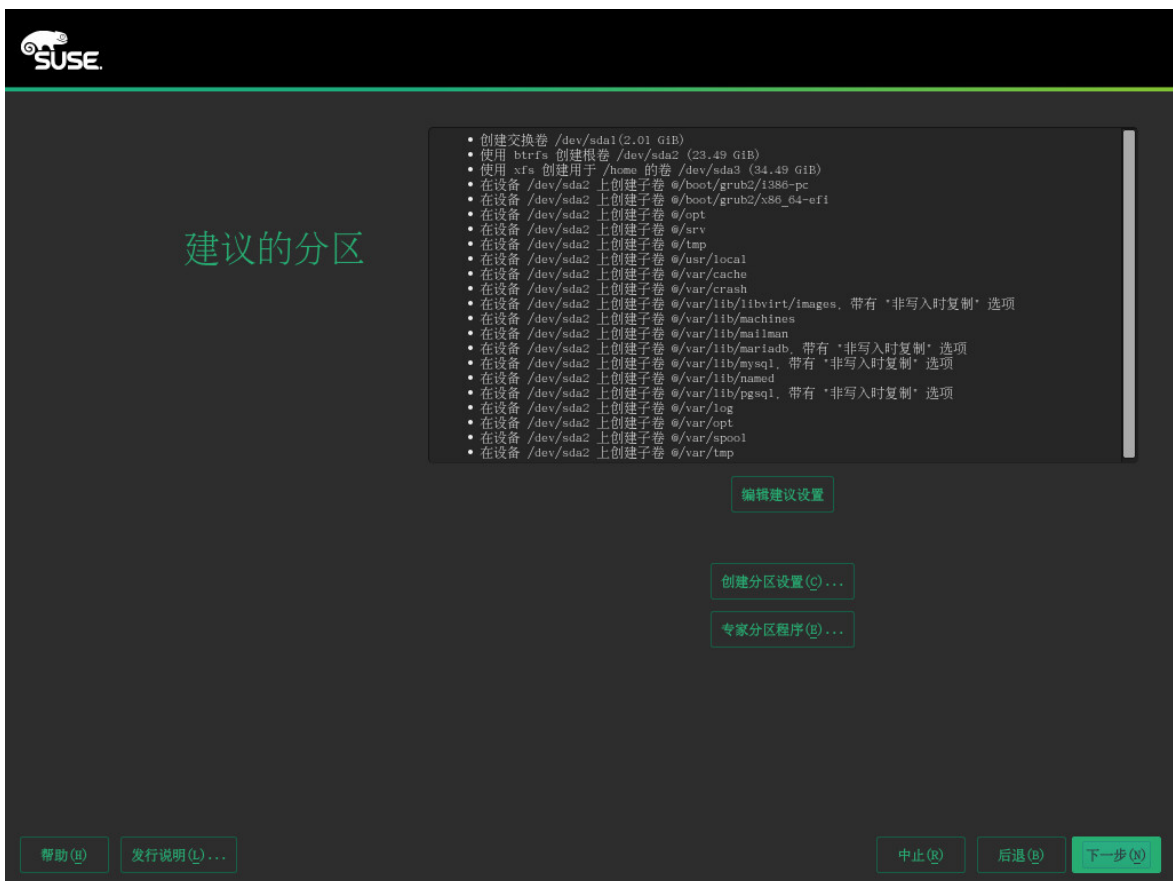 SUSE.
建议的分区
• 创建交换卷 /dev/sda1(2.01 GiB)
• 使用 btrfs 创建根卷 /dev/sda2 (23.49 GiB)
• 使用 xfs 创建用于 /home 的卷 /dev/sda3 (34.49 GiB)
• 在设备 /dev/sda2 上创建子卷 @/boot/grub2/i386-pc
• 在设备 /dev/sda2 上创建子卷 @/boot/grub2/x86_64-efi
• 在设备 /dev/sda2 上创建子卷 @/opt
• 在设备 /dev/sda2 上创建子卷 @/srv
• 在设备 /dev/sda2 上创建子卷 @/tmp
• 在设备 /dev/sda2 上创建子卷 @/usr/local
• 在设备 /dev/sda2 上创建子卷 @/var/cache
• 在设备 /dev/sda2 上创建子卷 @/var/crash
• 在设备 /dev/sda2 上创建子卷 @/var/lib/libvirt/images, 带有 "非写入时复制" 选项
• 在设备 /dev/sda2 上创建子卷 @/var/lib/machines
• 在设备 /dev/sda2 上创建子卷 @/var/lib/mailman
• 在设备 /dev/sda2 上创建子卷 @/var/lib/mariadb, 带有 "非写入时复制" 选项
• 在设备 /dev/sda2 上创建子卷 @/var/lib/mysql, 带有 "非写入时复制" 选项
• 在设备 /dev/sda2 上创建子卷 @/var/lib/named
• 在设备 /dev/sda2 上创建子卷 @/var/lib/pgsql, 带有 "非写入时复制" 选项
• 在设备 /dev/sda2 上创建子卷 @/var/log
• 在设备 /dev/sda2 上创建子卷 @/var/opt
• 在设备 /dev/sda2 上创建子卷 @/var/spool
• 在设备 /dev/sda2 上创建子卷 @/var/tmp
编辑建议设置
创建分区设置(C)...
专家分区程序(E)...
帮助(H) 发行说明(L)... 中止(R) 后退(B) 下一步(N)